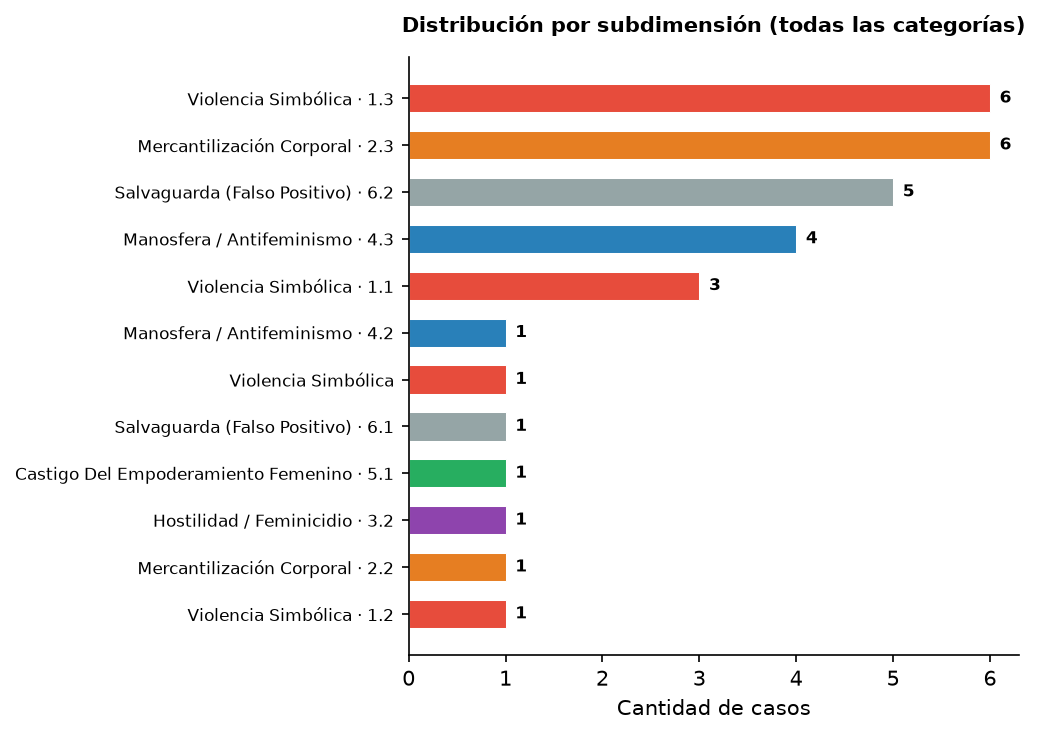 Distribución por subdimensión (todas las categorías)
Violencia Simbólica · 1.3 6
Mercantilización Corporal · 2.3 6
Salvaguarda (Falso Positivo) · 6.2 5
Manosfera / Antifeminismo · 4.3 4
Violencia Simbólica · 1.1 3
Manosfera / Antifeminismo · 4.2 1
Violencia Simbólica 1
Salvaguarda (Falso Positivo) · 6.1 1
Castigo Del Empoderamiento Femenino · 5.1 1
Hostilidad / Feminicidio · 3.2 1
Mercantilización Corporal · 2.2 1
Violencia Simbólica · 1.2 1
0 1 2 3 4 5 6
Cantidad de casos